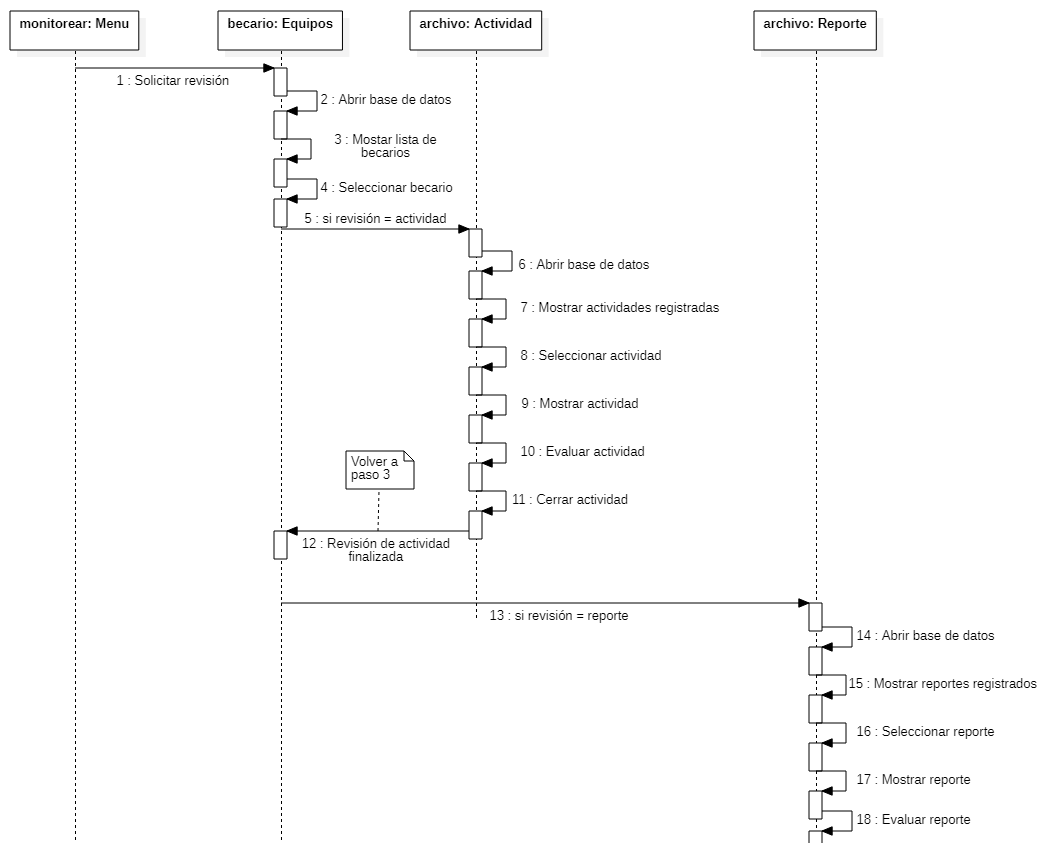 monitorear: Menu
becario: Equipos
archivo: Actividad
archivo: Reporte
1 : Solicitar revisión
2 : Abrir base de datos
3 : Mostar lista de
becarios
4 : Seleccionar becario
5 : si revisión = actividad
6 : Abrir base de datos
7 : Mostrar actividades registradas
8 : Seleccionar actividad
9 : Mostrar actividad
10 : Evaluar actividad
Volver a
paso 3
11 : Cerrar actividad
12 : Revisión de actividad
finalizada
13 : si revisión = reporte
14 : Abrir base de datos
15 : Mostrar reportes registrados
16 : Seleccionar reporte
17 : Mostrar reporte
18 : Evaluar reporte